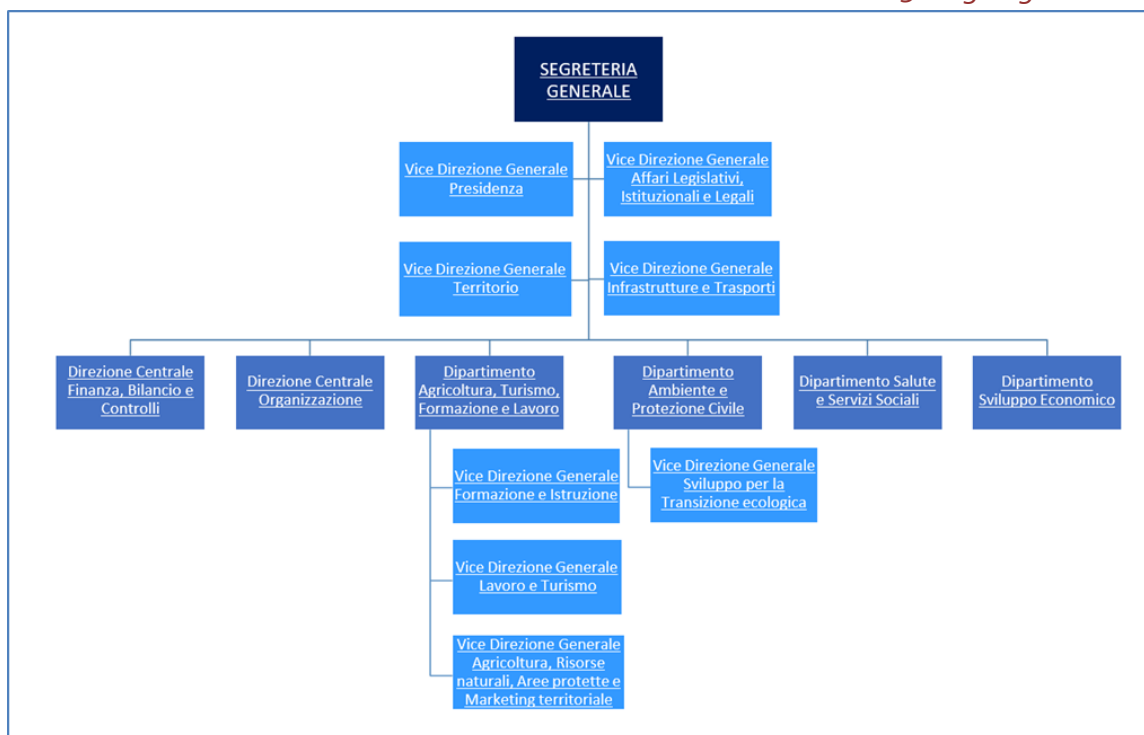 SEGRETERIA
GENERALE
Vice Direzione Generale
Presidenza
Vice Direzione Generale
Affari Legislativi,
Istituzionali e Legali
Vice Direzione Generale
Territorio
Vice Direzione Generale
Infrastrutture e Trasporti
Direzione Centrale
Finanza, Bilancio e
Controlli
Direzione Centrale
Organizzazione
Dipartimento
Agricoltura, Turismo,
Formazione e Lavoro
Dipartimento
Ambiente e
Protezione Civile
Dipartimento Salute
e Servizi Sociali
Dipartimento
Sviluppo Economico
Vice Direzione Generale
Formazione e Istruzione
Vice Direzione Generale
Sviluppo per la
Transizione ecologica
Vice Direzione Generale
Lavoro e Turismo
Vice Direzione Generale
Agricoltura, Risorse
naturali, Aree protette e
Marketing territoriale